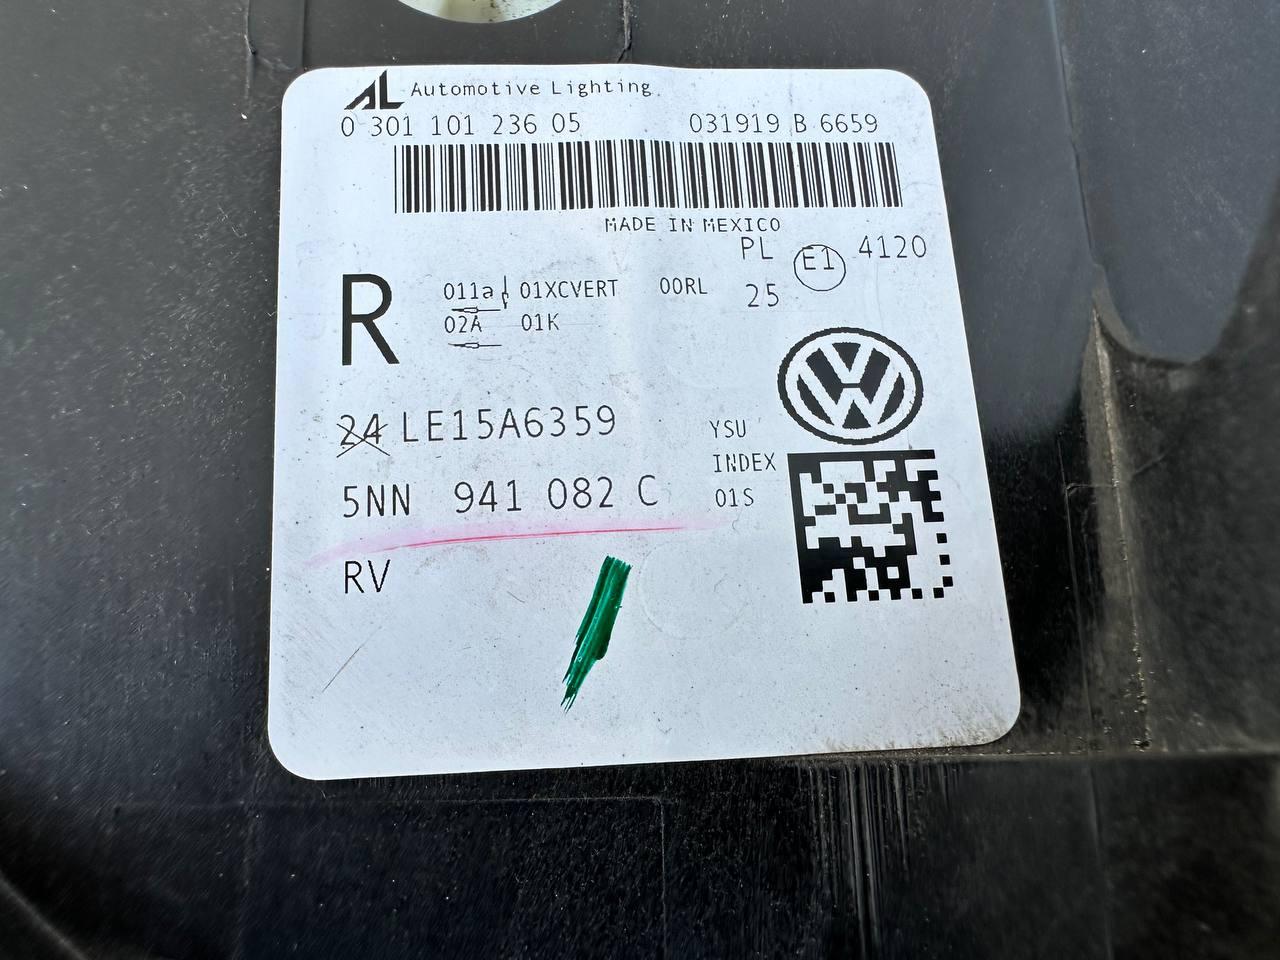 AL Automotive Lighting
0 301 101 236 05 031919 B 6659
MADE IN MEXICO
PL E1 4120
25
R
011a 01XCVERT 00RL
02A 01K
24 LE15A6359
YSU
INDEX
01S
5NN 941 082 C
RV